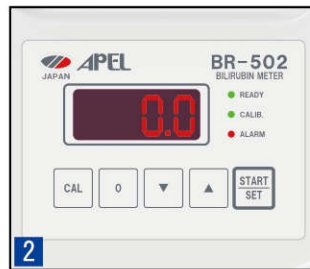 APEL
JAPAN
BR-502
BILIRUBIN METER
0.0
READY
CALIB.
ALARM
CAL
0
▼
▲
START
SET
2